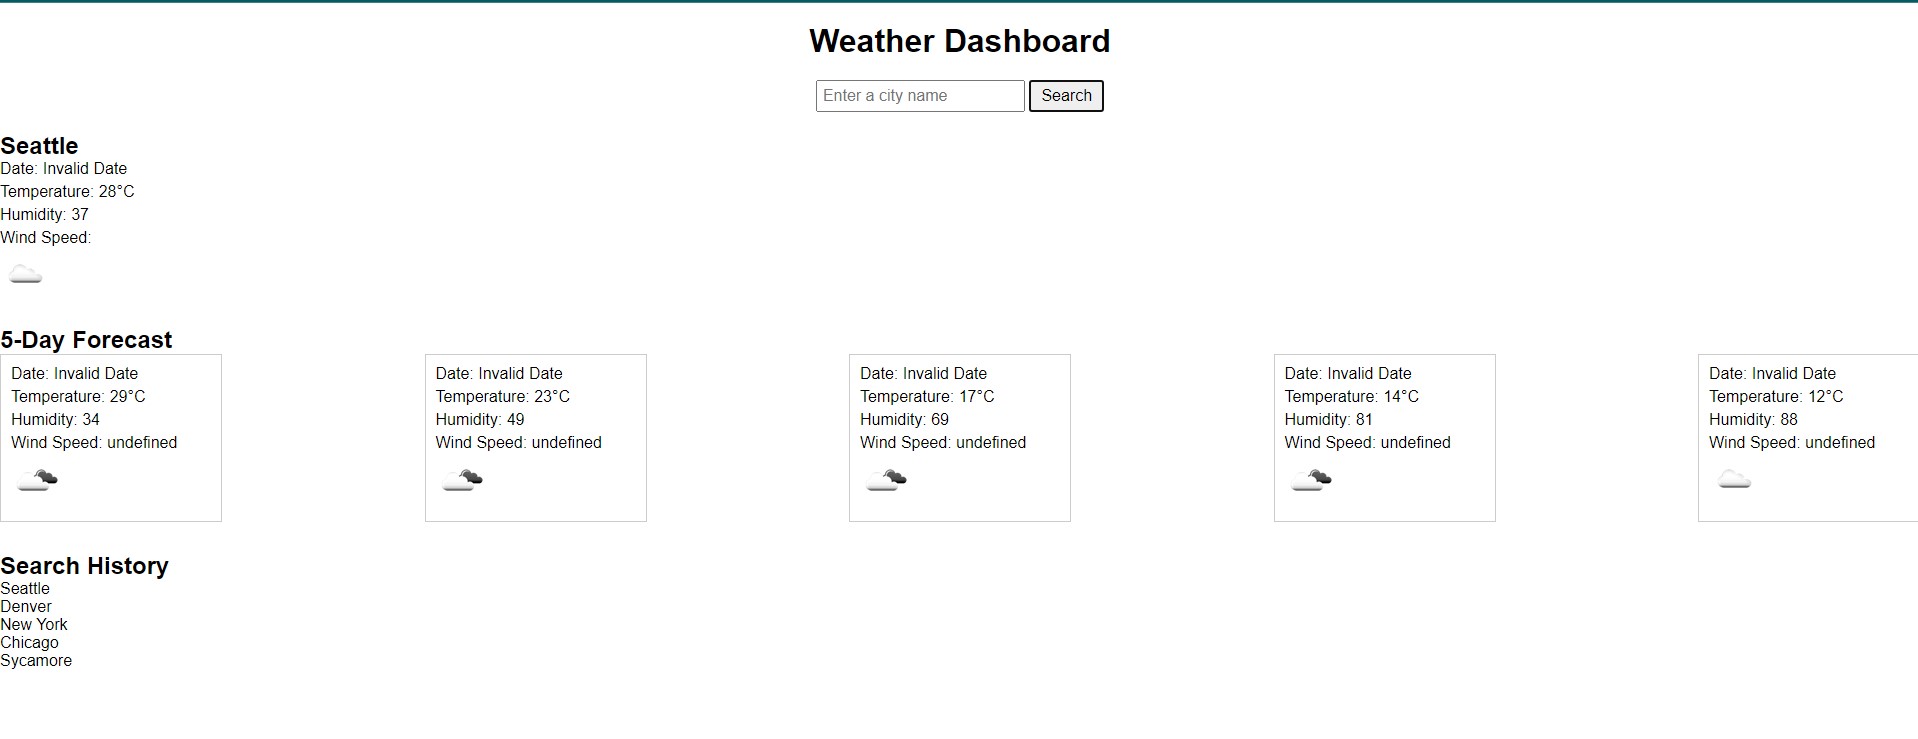 Weather Dashboard
Enter a city name
Search
Seattle
Date: Invalid Date
Temperature: 28°C
Humidity: 37
Wind Speed:
5-Day Forecast
Date: Invalid Date
Temperature: 29°C
Humidity: 34
Wind Speed: undefined
Date: Invalid Date
Temperature: 23°C
Humidity: 49
Wind Speed: undefined
Date: Invalid Date
Temperature: 17°C
Humidity: 69
Wind Speed: undefined
Date: Invalid Date
Temperature: 14°C
Humidity: 81
Wind Speed: undefined
Date: Invalid Date
Temperature: 12°C
Humidity: 88
Wind Speed: undefined
Search History
Seattle
Denver
New York
Chicago
Sycamore